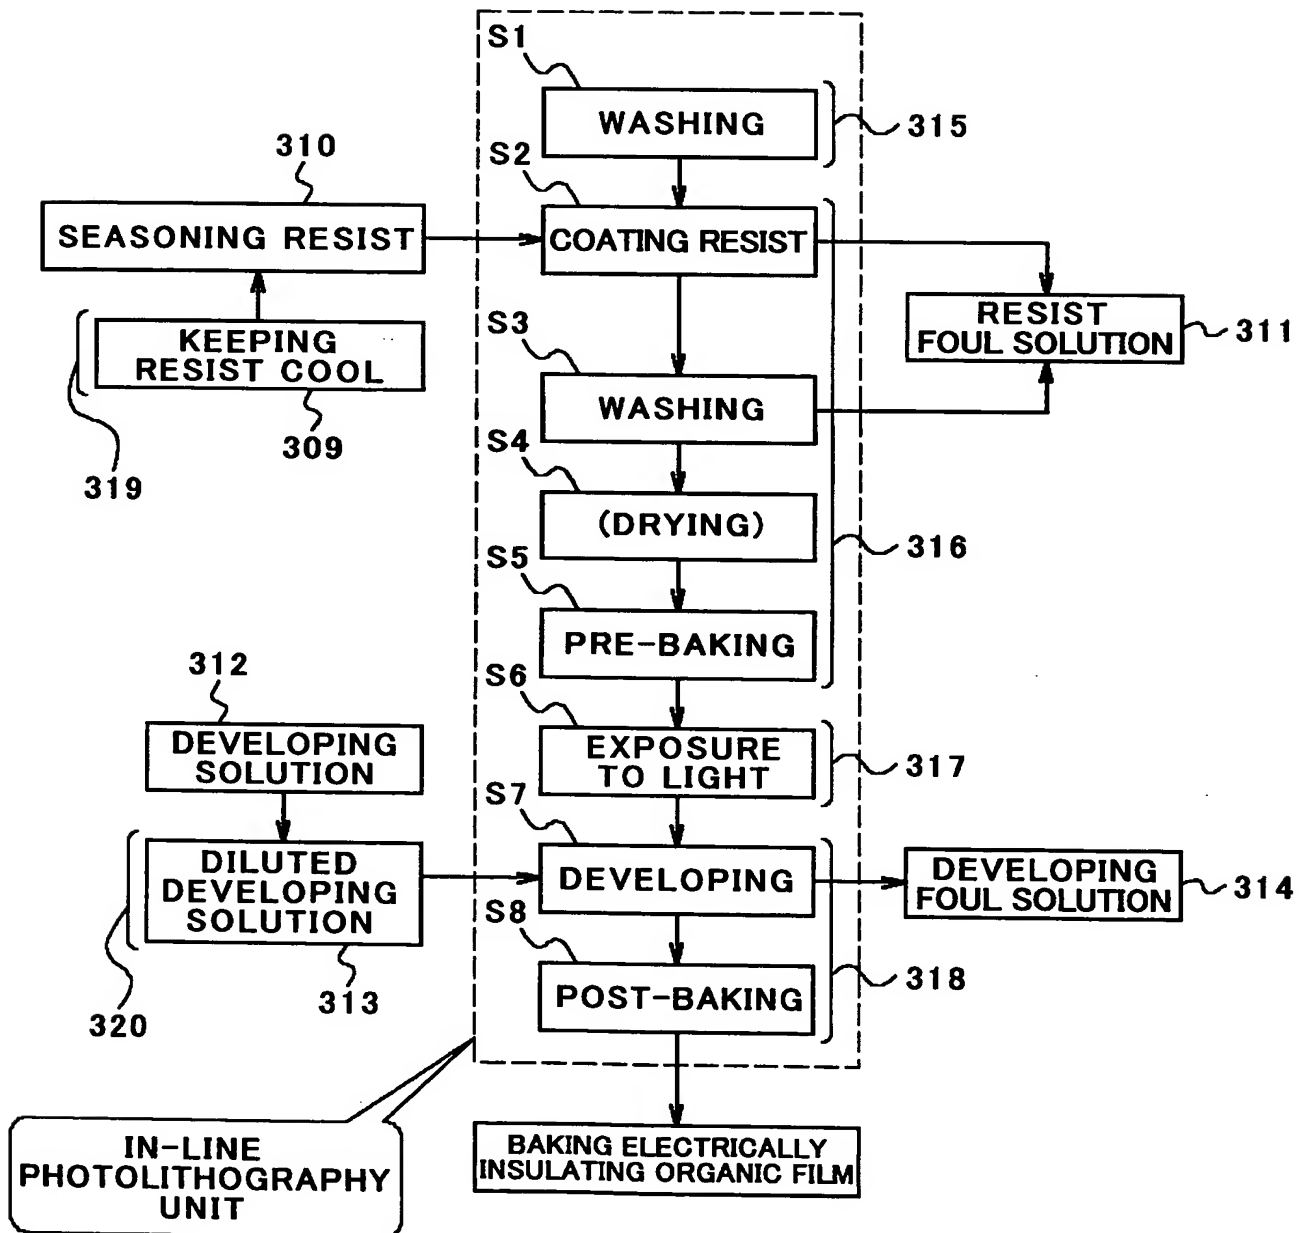 S1
WASHING
315
310
S2
SEASONING RESIST
COATING RESIST
S3
RESIST
FOUL SOLUTION
311
KEEPING
RESIST COOL
WASHING
309
319
S4
(DRYING)
316
S5
PRE-BAKING
312
S6
DEVELOPING
SOLUTION
EXPOSURE
TO LIGHT
317
S7
DILUTED
DEVELOPING
SOLUTION
DEVELOPING
DEVELOPING
FOUL SOLUTION
314
S8
313
320
318
POST-BAKING
IN-LINE
PHOTOLITHOGRAPHY
UNIT
BAKING ELECTRICALLY
INSULATING ORGANIC FILM